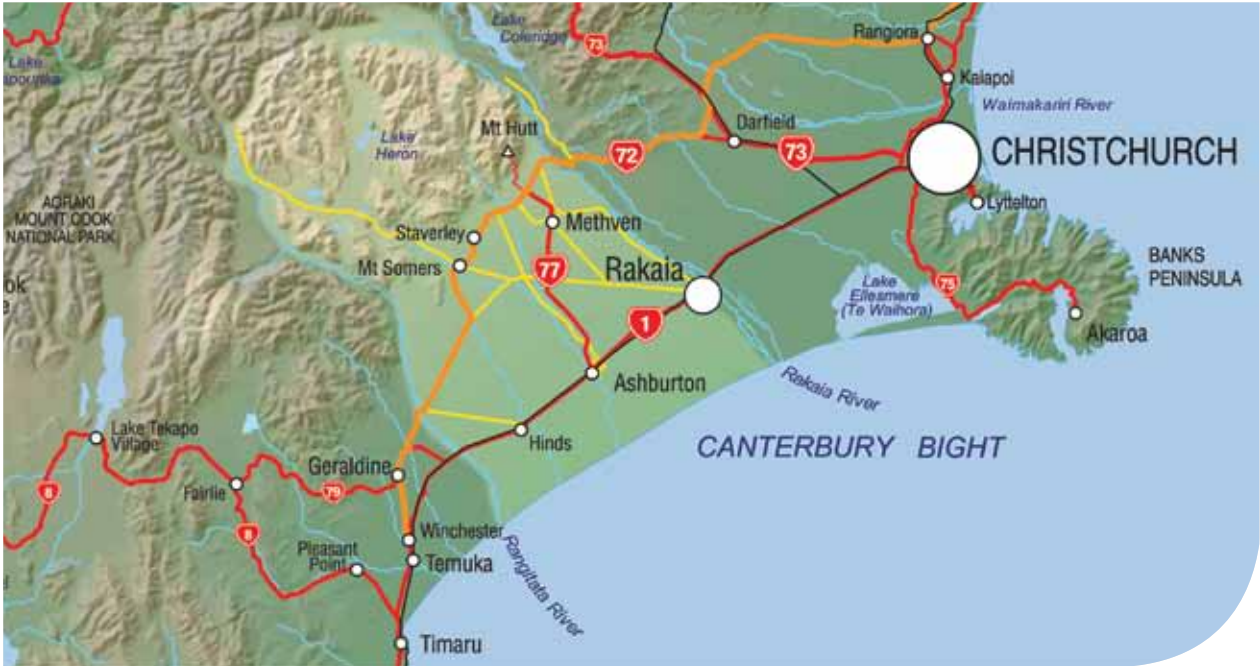 Lake
Coleridge
73
Rangiora
Kaiapoi
Waimakariri River
Lake
Mt Hutt
Lake
Heron
Darfield
72
73
CHRISTCHURCH
Lyttelton
AORAKI
MOUNT COOK
NATIONAL PARK
Staverley
Methven
Mt Somers
77
Rakaia
BANKS
PENINSULA
Lake
Ellesmere
(Te Waihora)
75
1
Akaroa
Ashburton
Rakaia River
Lake Tekapo
Village
Hinds
CANTERBURY BIGHT
Geraldine
8
Fairlie
79
8
Winchester
Pleasant
Point
Temuka
Rangitata River
Timaru